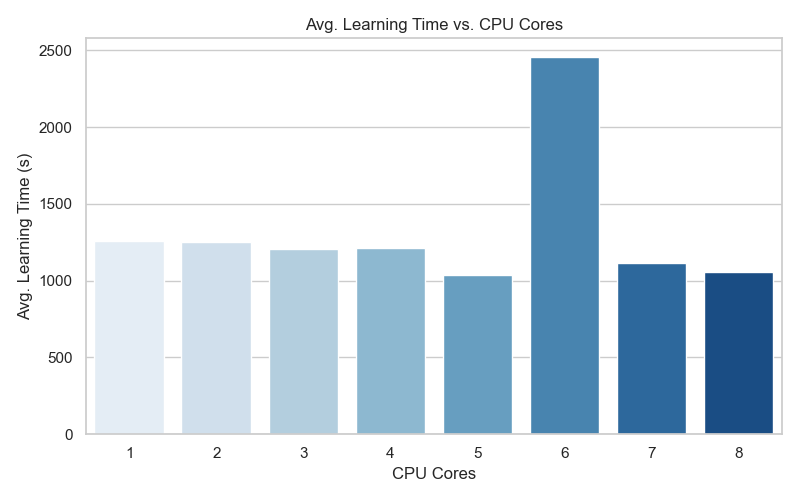 Avg. Learning Time vs. CPU Cores
2500
2000
1500
1000
500
0
Avg. Learning Time (s)
1 2 3 4 5 6 7 8
CPU Cores